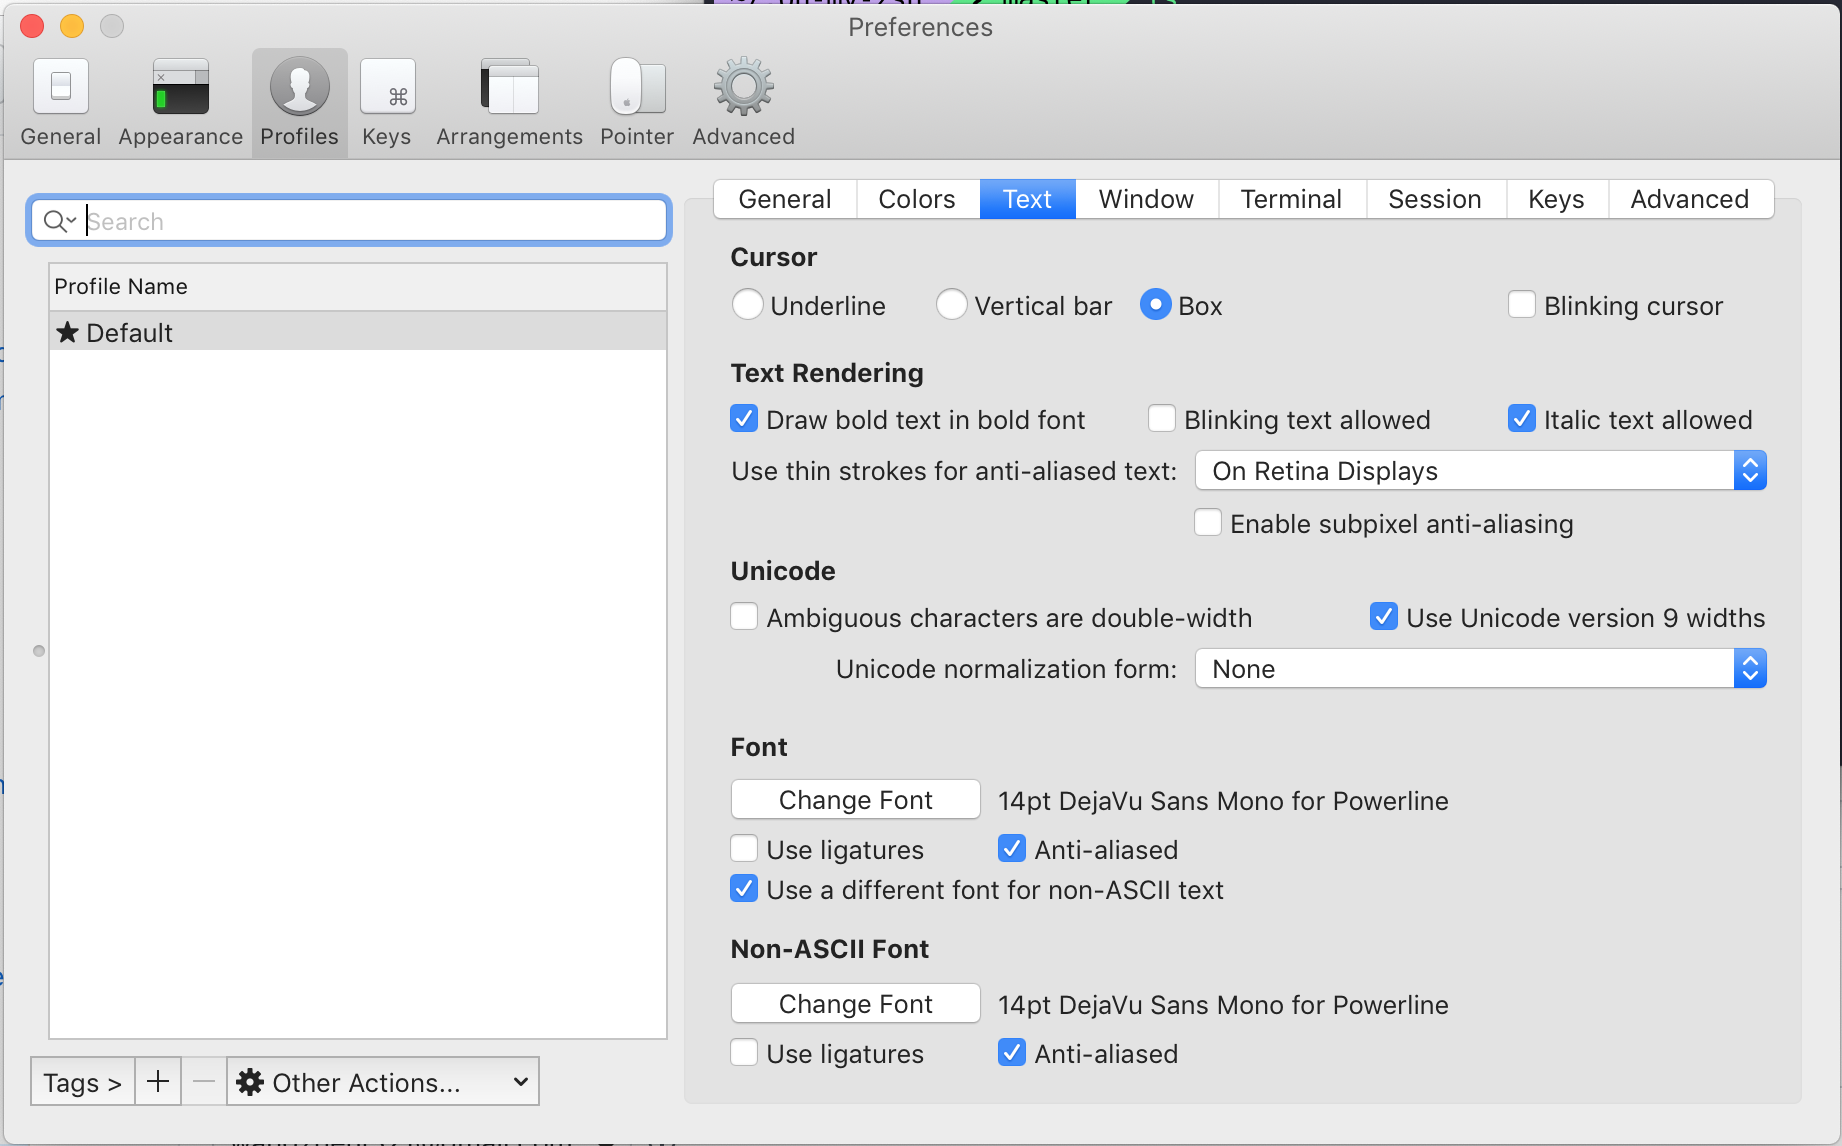 Preferences
General Appearance Profiles Keys Arrangements Pointer Advanced
Search
Profile Name
★ Default
Tags > + — Other Actions...
General Colors Text Window Terminal Session Keys Advanced
Cursor
Underline Vertical bar Box Blinking cursor
Text Rendering
Draw bold text in bold font Blinking text allowed Italic text allowed
Use thin strokes for anti-aliased text: On Retina Displays
Enable subpixel anti-aliasing
Unicode
Ambiguous characters are double-width Use Unicode version 9 widths
Unicode normalization form: None
Font
Change Font 14pt DejaVu Sans Mono for Powerline
Use ligatures Anti-aliased
Use a different font for non-ASCII text
Non-ASCII Font
Change Font 14pt DejaVu Sans Mono for Powerline
Use ligatures Anti-aliased